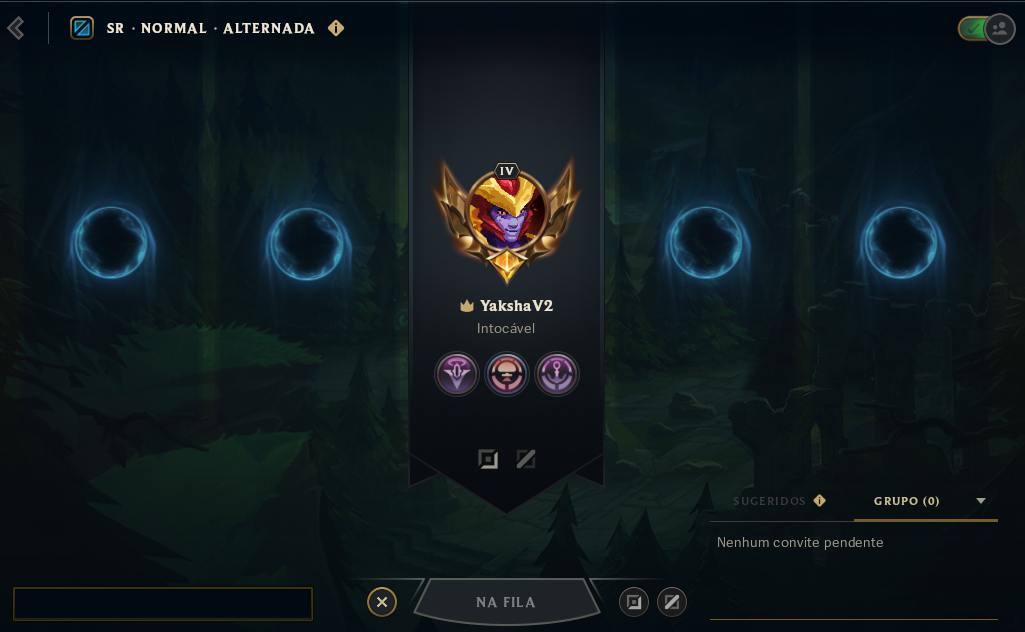 SR · NORMAL · ALTERNADA
IV
YakshaV2
Intocável
SUGERIDOS
GRUPO (0)
Nenhum convite pendente
NA FILA